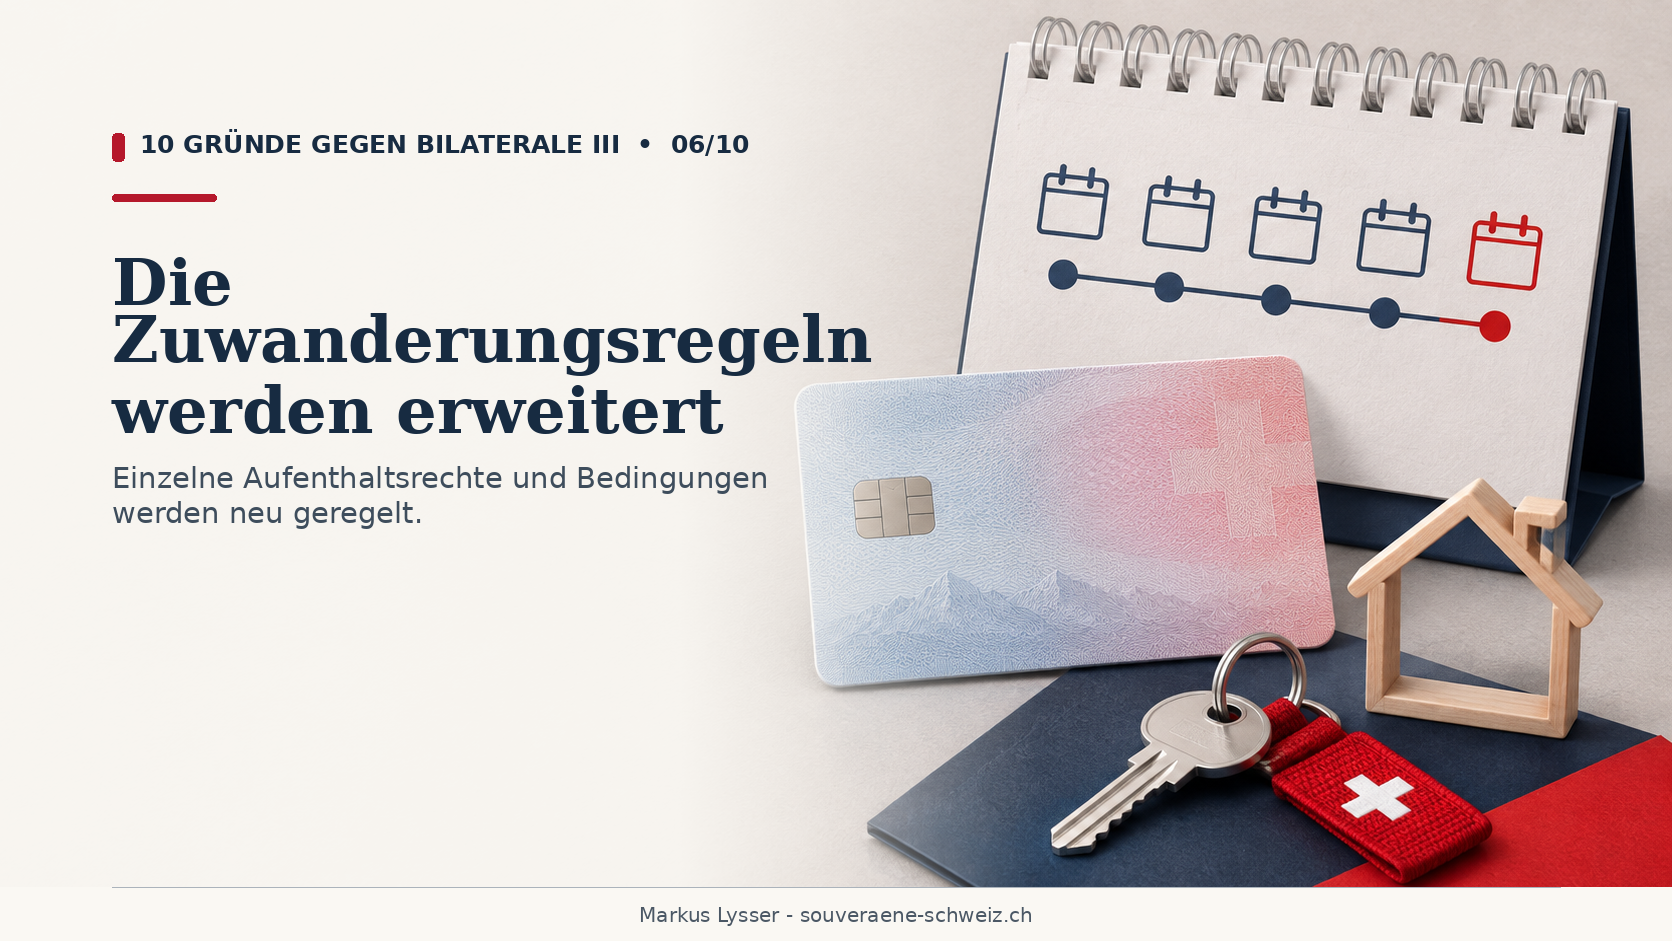 10 GRÜNDE GEGEN BILATERALE III • 06/10
Die
Zuwanderungsregeln
werden erweitert
Einzelne Aufenthaltsrechte und Bedingungen
werden neu geregelt.
Markus Lysser - souveraene-schweiz.ch